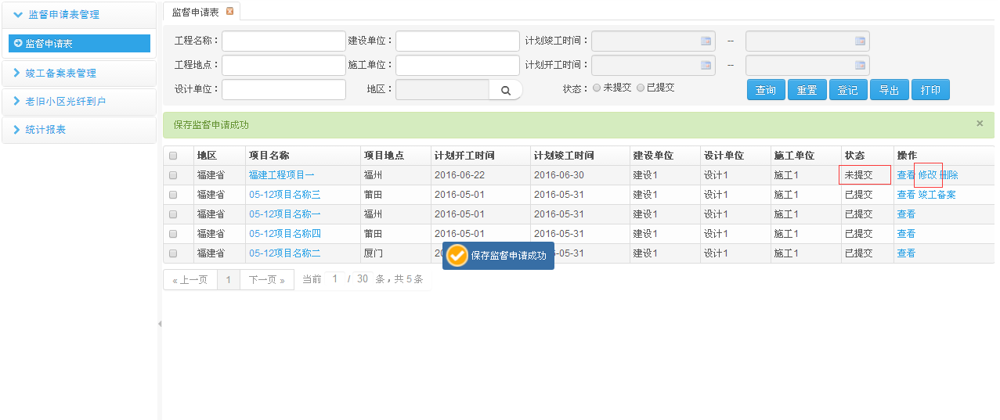 监督申请表管理
监督申请表
竣工备案表管理
老旧小区光纤到户
统计报表
监督申请表
工程名称： 建设单位： 计划竣工时间： --
工程地点： 施工单位： 计划开工时间： --
设计单位： 地区： 状态： 未提交 已提交 查询 重置 登记 导出 打印
保存监督申请成功 ×
地区 项目名称 项目地点 计划开工时间 计划竣工时间 建设单位 设计单位 施工单位 状态 操作
福建省 福建工程项目一 福州 2016-06-22 2016-06-30 建设1 设计1 施工1 未提交 查看 修改 删除
福建省 05-12项目名称三 莆田 2016-05-01 2016-05-31 建设1 设计1 施工1 已提交 查看 竣工备案
福建省 05-12项目名称一 福州 2016-05-01 2016-05-31 建设1 设计1 施工1 已提交 查看
福建省 05-12项目名称四 莆田 2016-05-01 2016-05-31 建设1 设计1 施工1 已提交 查看
福建省 05-12项目名称二 厦门 建设1 设计1 施工1 已提交 查看
保存监督申请成功
« 上一页 1 下一页 » 当前 1 / 30 条，共 5 条